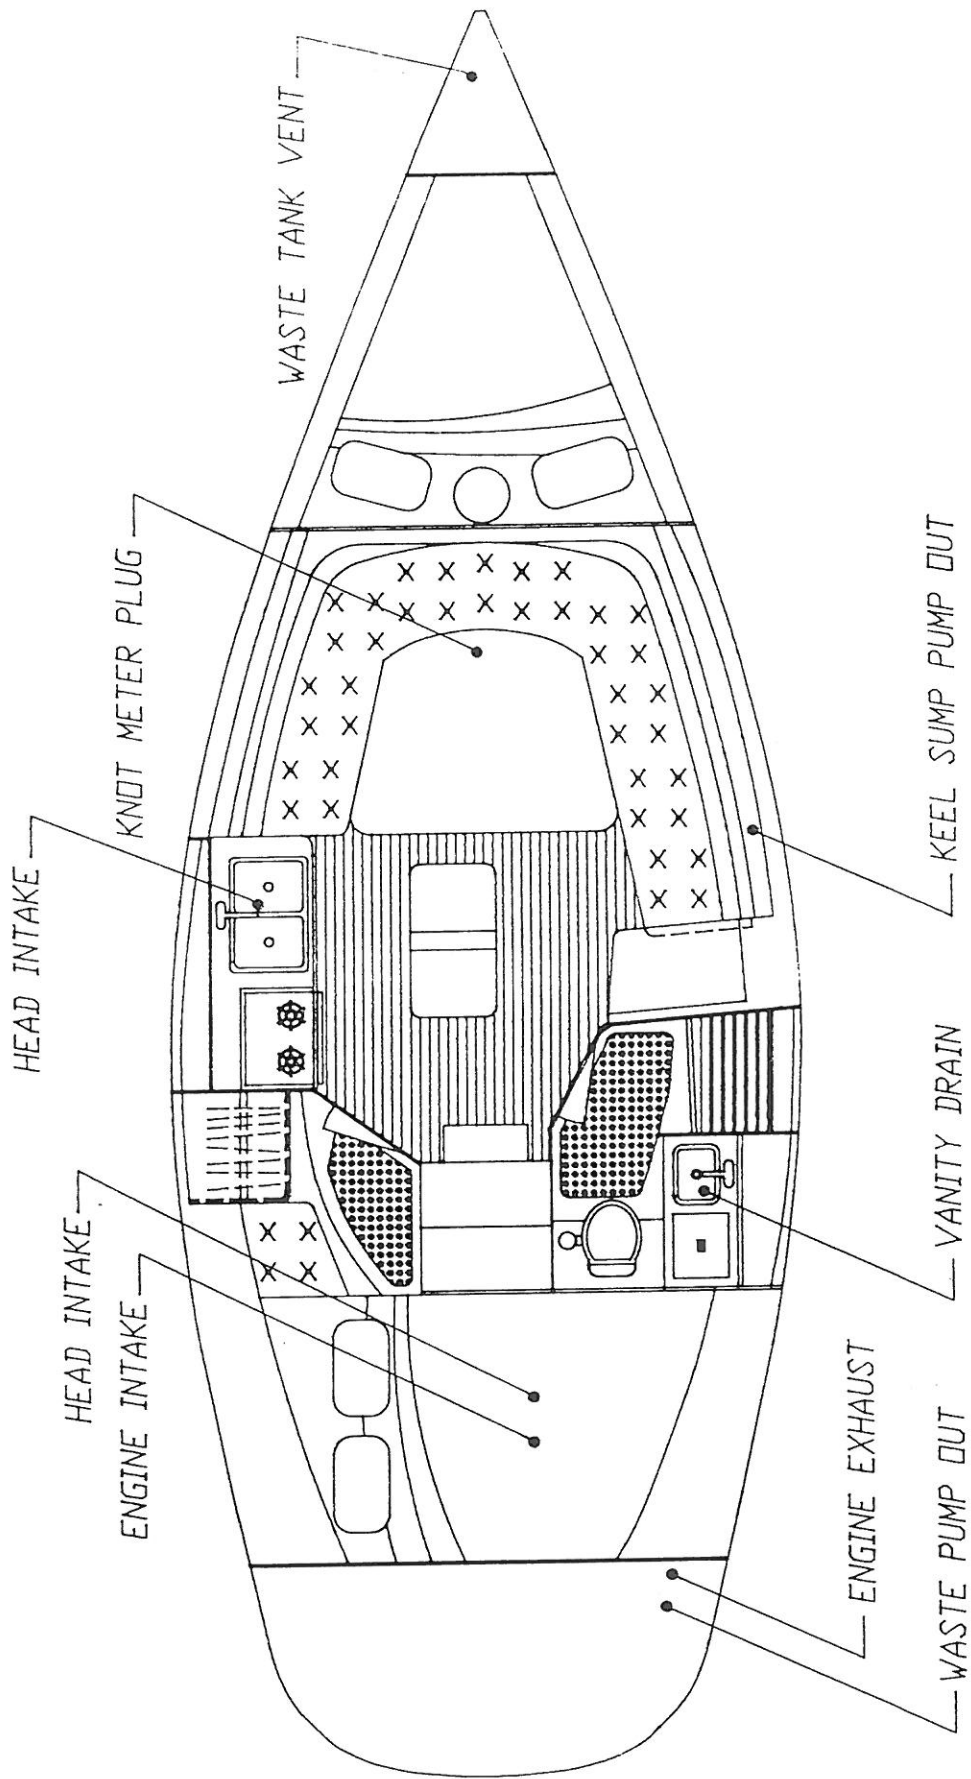 HEAD INTAKE
ENGINE INTAKE
HEAD INTAKE
KNOT METER PLUG
WASTE TANK VENT
WASTE PUMP OUT
ENGINE EXHAUST
VANITY DRAIN
KEEL SUMP PUMP OUT